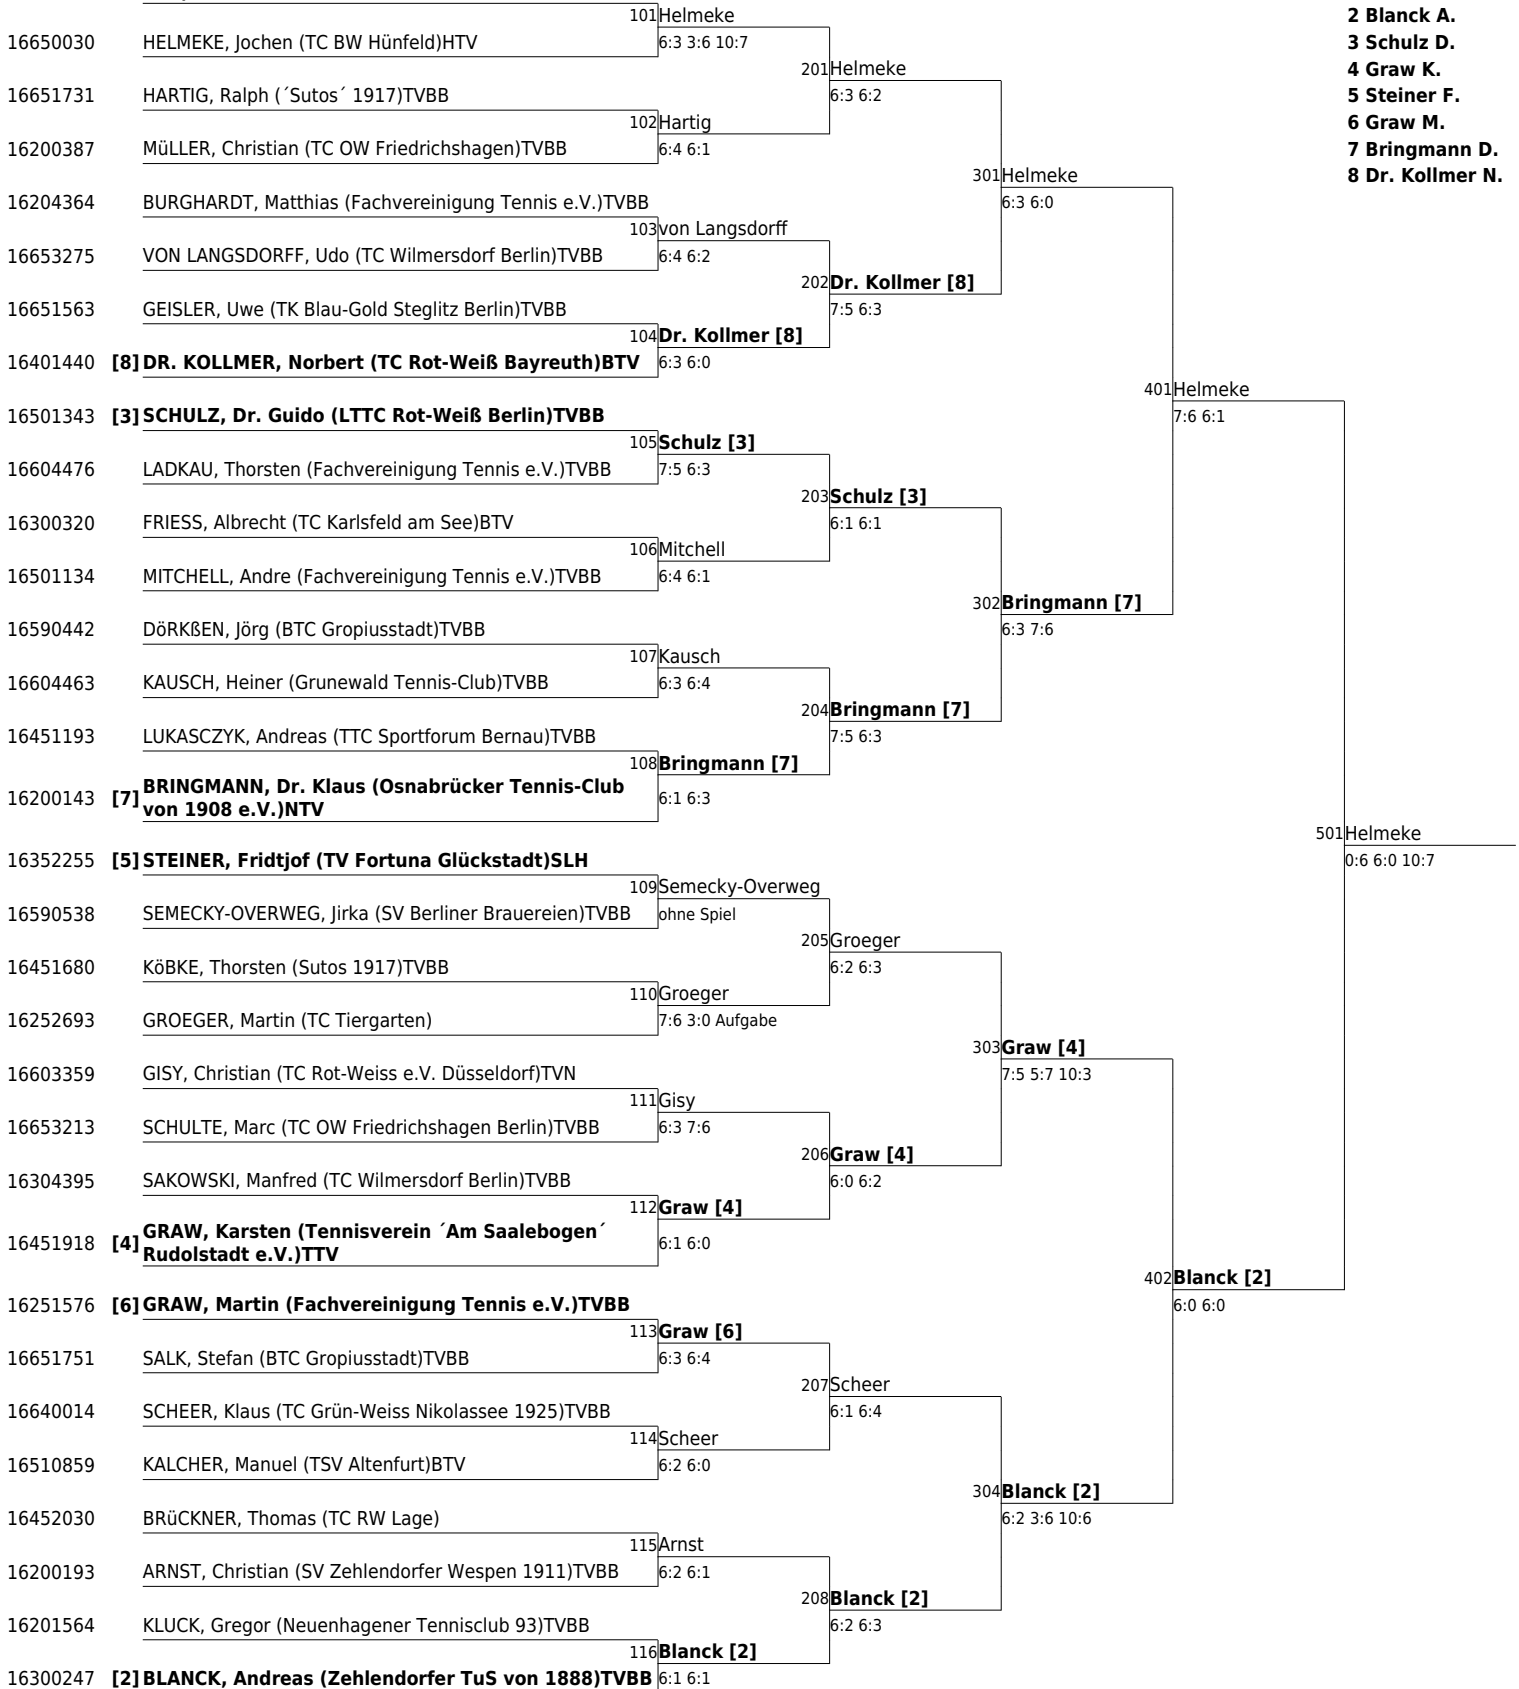 101 Helmeke
2 Blanck A.
16650030 HELMEKE, Jochen (TC BW Hünfeld)HTV 6:3 3:6 10:7
3 Schulz D.
201 Helmeke
4 Graw K.
16651731 HARTIG, Ralph (´Sutos´ 1917)TVBB 6:3 6:2
5 Steiner F.
102 Hartig
6 Graw M.
16200387 MüLLER, Christian (TC OW Friedrichshagen)TVBB 6:4 6:1
7 Bringmann D.
301 Helmeke
8 Dr. Kollmer N.
16204364 BURGHARDT, Matthias (Fachvereinigung Tennis e.V.)TVBB 6:3 6:0
103 von Langsdorff
16653275 VON LANGSDORFF, Udo (TC Wilmersdorf Berlin)TVBB 6:4 6:2
202 Dr. Kollmer [8]
16651563 GEISLER, Uwe (TK Blau-Gold Steglitz Berlin)TVBB 7:5 6:3
104 Dr. Kollmer [8]
16401440 [8] DR. KOLLMER, Norbert (TC Rot-Weiß Bayreuth)BTV 6:3 6:0
401 Helmeke
16501343 [3] SCHULZ, Dr. Guido (LTTC Rot-Weiß Berlin)TVBB 7:6 6:1
105 Schulz [3]
16604476 LADKAU, Thorsten (Fachvereinigung Tennis e.V.)TVBB 7:5 6:3
203 Schulz [3]
16300320 FRIESS, Albrecht (TC Karlsfeld am See)BTV 6:1 6:1
106 Mitchell
16501134 MITCHELL, Andre (Fachvereinigung Tennis e.V.)TVBB 6:4 6:1
302 Bringmann [7]
16590442 DöRKßEN, Jörg (BTC Gropiusstadt)TVBB 6:3 7:6
107 Kausch
16604463 KAUSCH, Heiner (Grunewald Tennis-Club)TVBB 6:3 6:4
204 Bringmann [7]
16451193 LUKASCZYK, Andreas (TTC Sportforum Bernau)TVBB 7:5 6:3
108 Bringmann [7]
BRINGMANN, Dr. Klaus (Osnabrücker Tennis-Club
16200143 [7] 6:1 6:3
von 1908 e.V.)NTV
501 Helmeke
16352255 [5] STEINER, Fridtjof (TV Fortuna Glückstadt)SLH 0:6 6:0 10:7
109 Semecky-Overweg
16590538 SEMECKY-OVERWEG, Jirka (SV Berliner Brauereien)TVBB ohne Spiel
205 Groeger
16451680 KöBKE, Thorsten (Sutos 1917)TVBB 6:2 6:3
110 Groeger
16252693 GROEGER, Martin (TC Tiergarten) 7:6 3:0 Aufgabe
303 Graw [4]
16603359 GISY, Christian (TC Rot-Weiss e.V. Düsseldorf)TVN 7:5 5:7 10:3
111 Gisy
16653213 SCHULTE, Marc (TC OW Friedrichshagen Berlin)TVBB 6:3 7:6
206 Graw [4]
16304395 SAKOWSKI, Manfred (TC Wilmersdorf Berlin)TVBB 6:0 6:2
112 Graw [4]
GRAW, Karsten (Tennisverein ´Am Saalebogen´
16451918 [4] 6:1 6:0
Rudolstadt e.V.)TTV
402 Blanck [2]
16251576 [6] GRAW, Martin (Fachvereinigung Tennis e.V.)TVBB 6:0 6:0
113 Graw [6]
16651751 SALK, Stefan (BTC Gropiusstadt)TVBB 6:3 6:4
207 Scheer
16640014 SCHEER, Klaus (TC Grün-Weiss Nikolassee 1925)TVBB 6:1 6:4
114 Scheer
16510859 KALCHER, Manuel (TSV Altenfurt)BTV 6:2 6:0
304 Blanck [2]
16452030 BRüCKNER, Thomas (TC RW Lage) 6:2 3:6 10:6
115 Arnst
16200193 ARNST, Christian (SV Zehlendorfer Wespen 1911)TVBB 6:2 6:1
208 Blanck [2]
16201564 KLUCK, Gregor (Neuenhagener Tennisclub 93)TVBB 6:2 6:3
116 Blanck [2]
16300247 [2] BLANCK, Andreas (Zehlendorfer TuS von 1888)TVBB 6:1 6:1